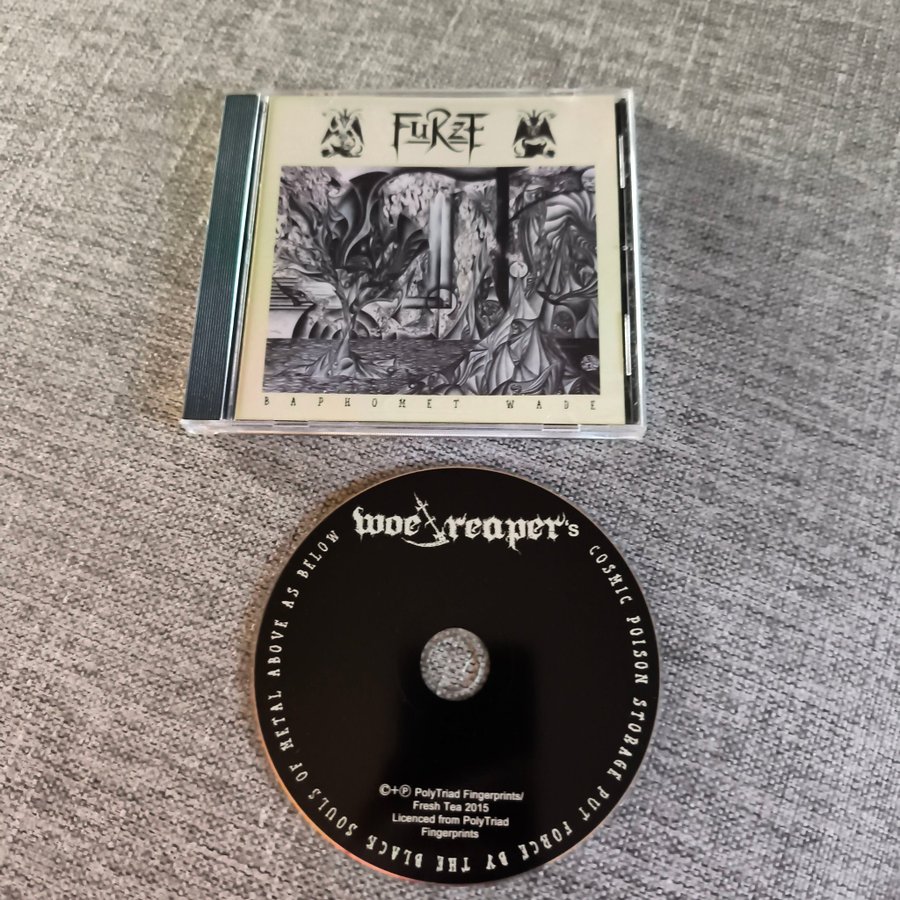 FURZE
BAPHOMET WADE
woe reaper's
COSMIC POISON STORAGE PUT FORCE BY THE BLACK SOULS OF METAL ABOVE AS BELOW
©+℗ PolyTriad Fingerprints/
Fresh Tea 2015
Licenced from PolyTriad
Fingerprints